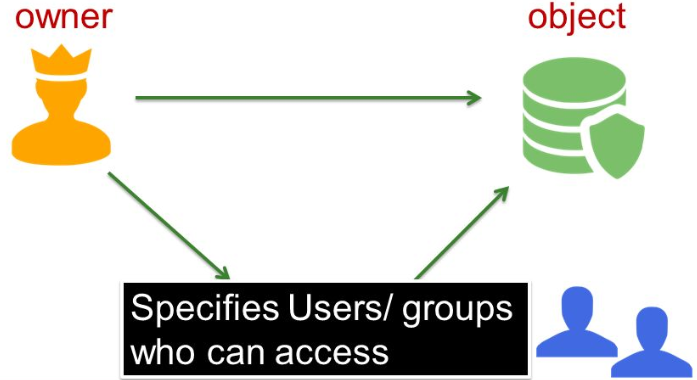 owner
object
Specifies Users/ groups
who can access